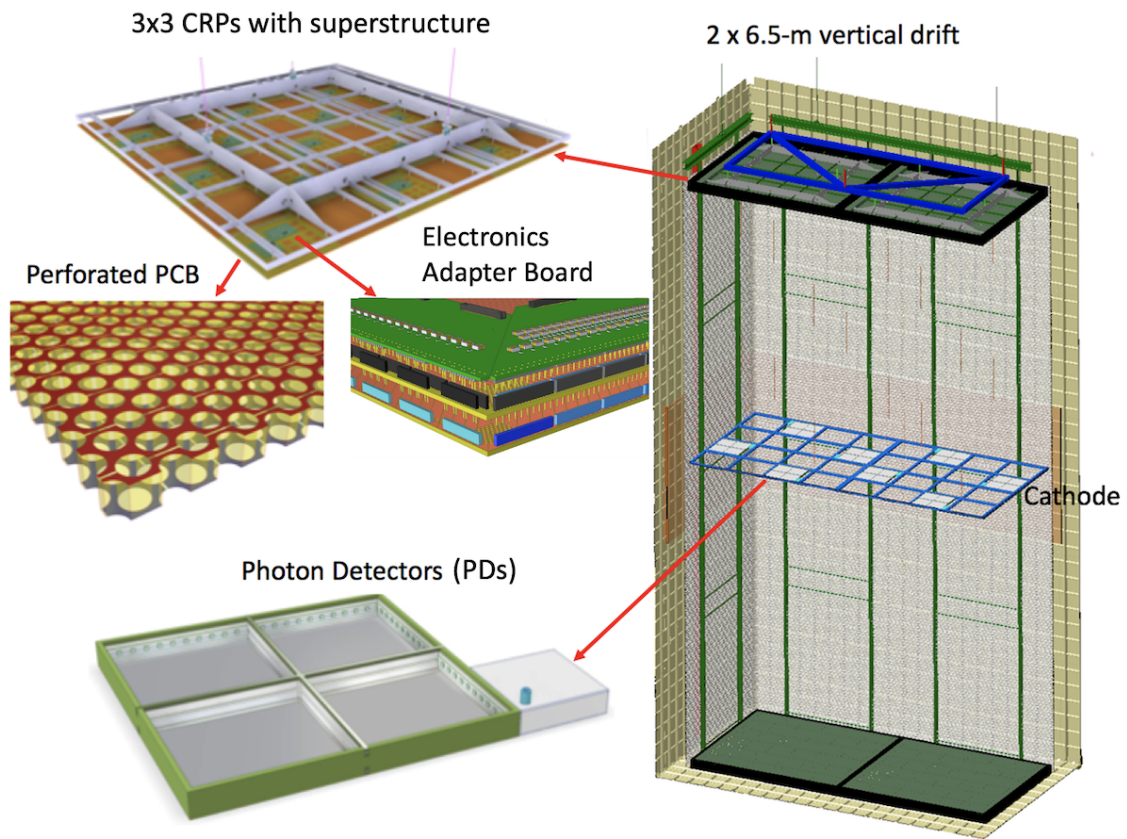 3x3 CRPs with superstructure
2 x 6.5-m vertical drift
Electronics
Adapter Board
Perforated PCB
Cathode
Photon Detectors (PDs)